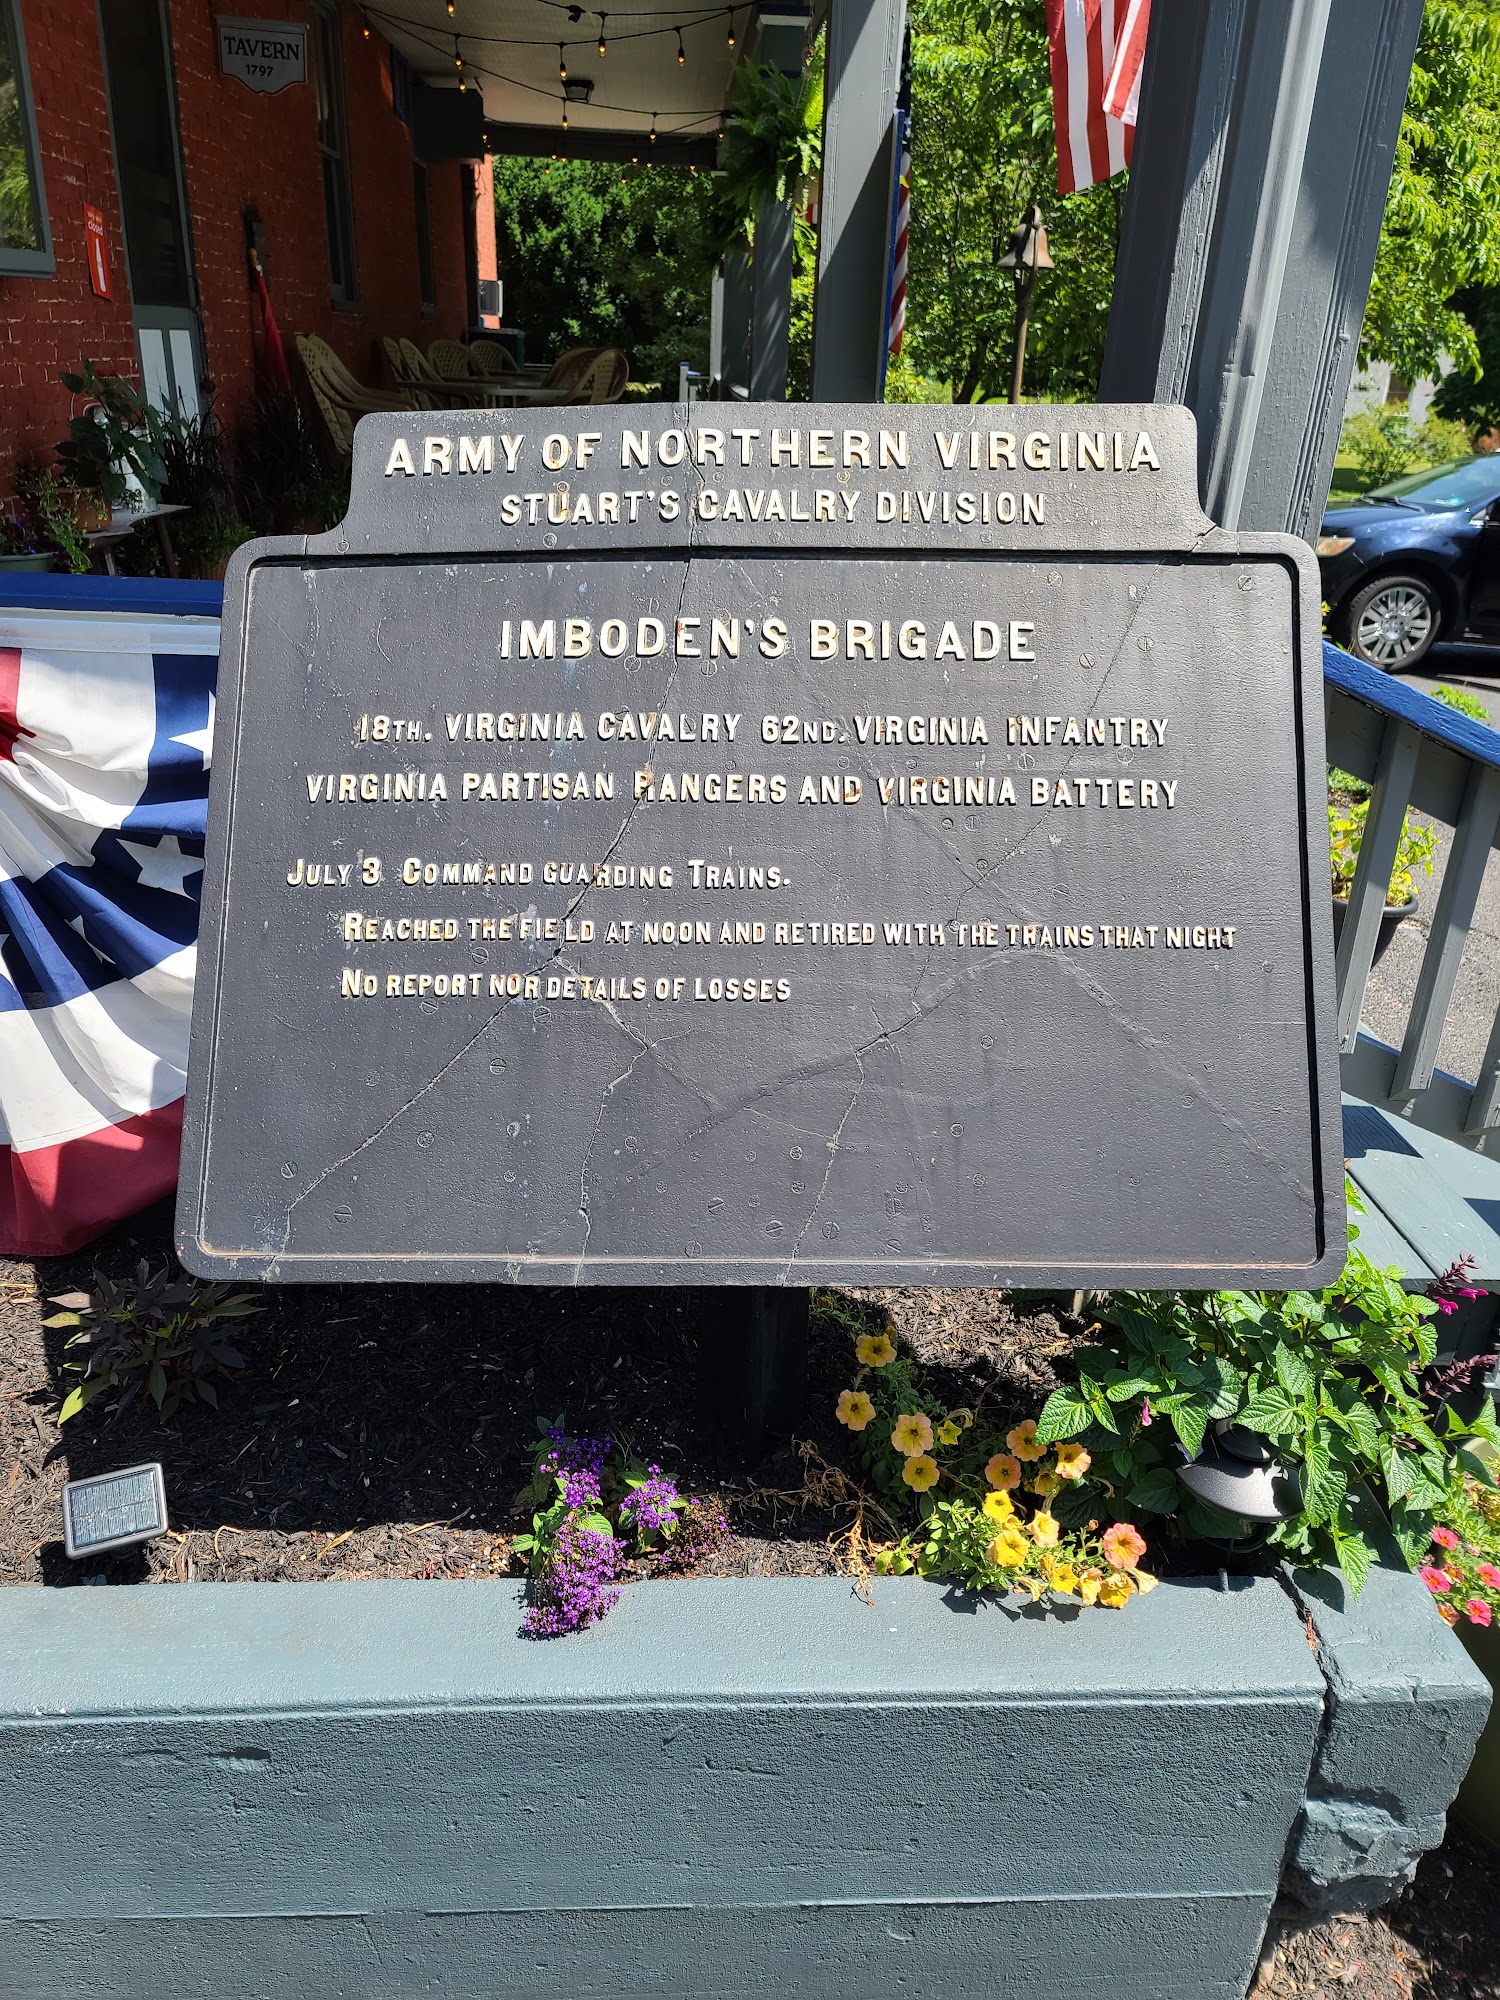 TAVERN
1797
closed
ARMY OF NORTHERN VIRGINIA
STUART'S CAVALRY DIVISION
IMBODEN'S BRIGADE
18TH. VIRGINIA CAVALRY 62ND. VIRGINIA INFANTRY
VIRGINIA PARTISAN RANGERS AND VIRGINIA BATTERY
JULY 3 COMMAND GUARDING TRAINS.
REACHED THE FIELD AT NOON AND RETIRED WITH THE TRAINS THAT NIGHT
NO REPORT NOR DETAILS OF LOSSES